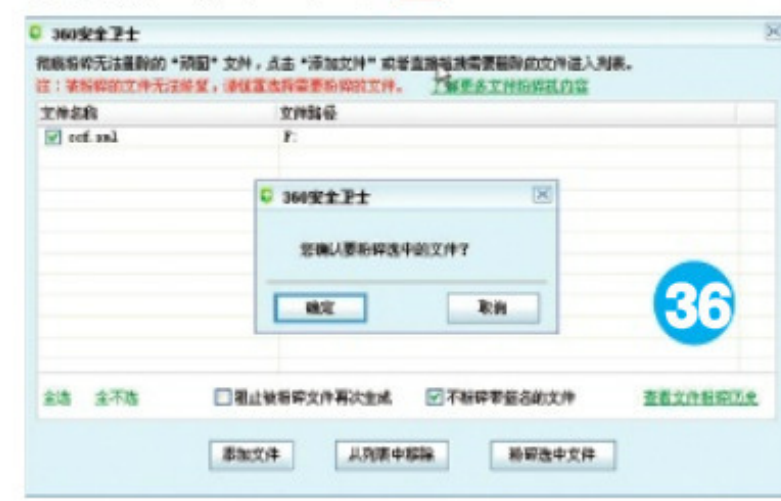 360安全卫士
彻底粉碎无法删除的“顽固”文件，点击“添加文件”或者直接拖拽需要删除的文件进入列表。
注：被粉碎的文件无法恢复，请慎重选择需要粉碎的文件。 了解更多文件粉碎机内容
文件名称 文件路径
ccf.xml F:
360安全卫士
您确认要粉碎选中的文件？
确定 取消
36
全选 全不选 阻止被粉碎文件再次生成 不粉碎带签名的文件 查看文件粉碎历史
添加文件 从列表中移除 粉碎选中文件